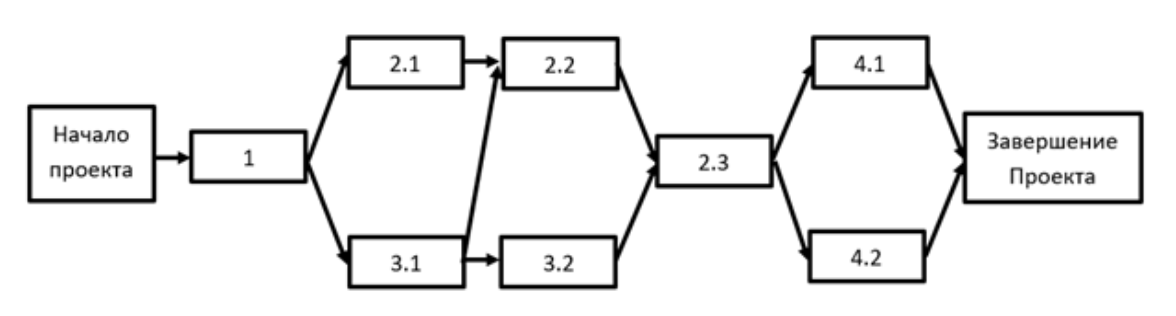 Начало
проекта
1
2.1
2.2
3.1
3.2
2.3
4.1
4.2
Завершение
Проекта